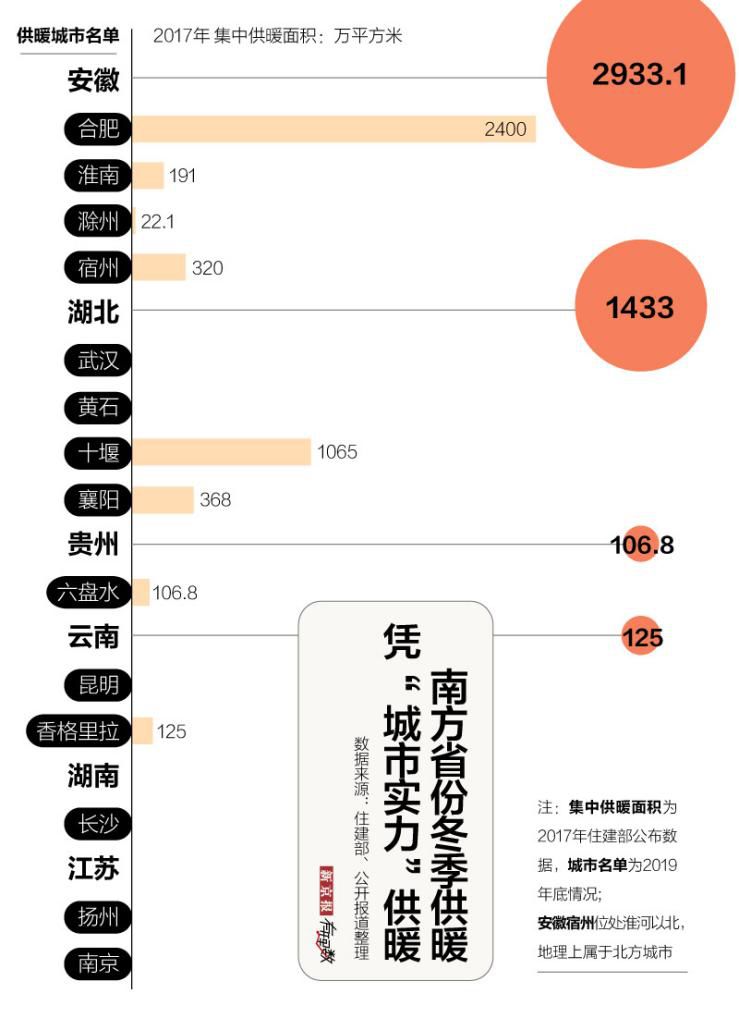 供暖城市名单
2017年 集中供暖面积：万平方米
安徽
2933.1
合肥
2400
淮南
191
滁州
22.1
宿州
320
湖北
1433
武汉
黄石
十堰
1065
襄阳
368
贵州
106.8
六盘水
106.8
云南
125
昆明
香格里拉
125
湖南
长沙
江苏
扬州
南京
南方省份冬季供暖
凭“城市实力”供暖
数据来源：住建部、公开报道整理
新京报 有理数
注：集中供暖面积为
2017年住建部公布数
据，城市名单为2019
年底情况；
安徽宿州位处淮河以北，
地理上属于北方城市